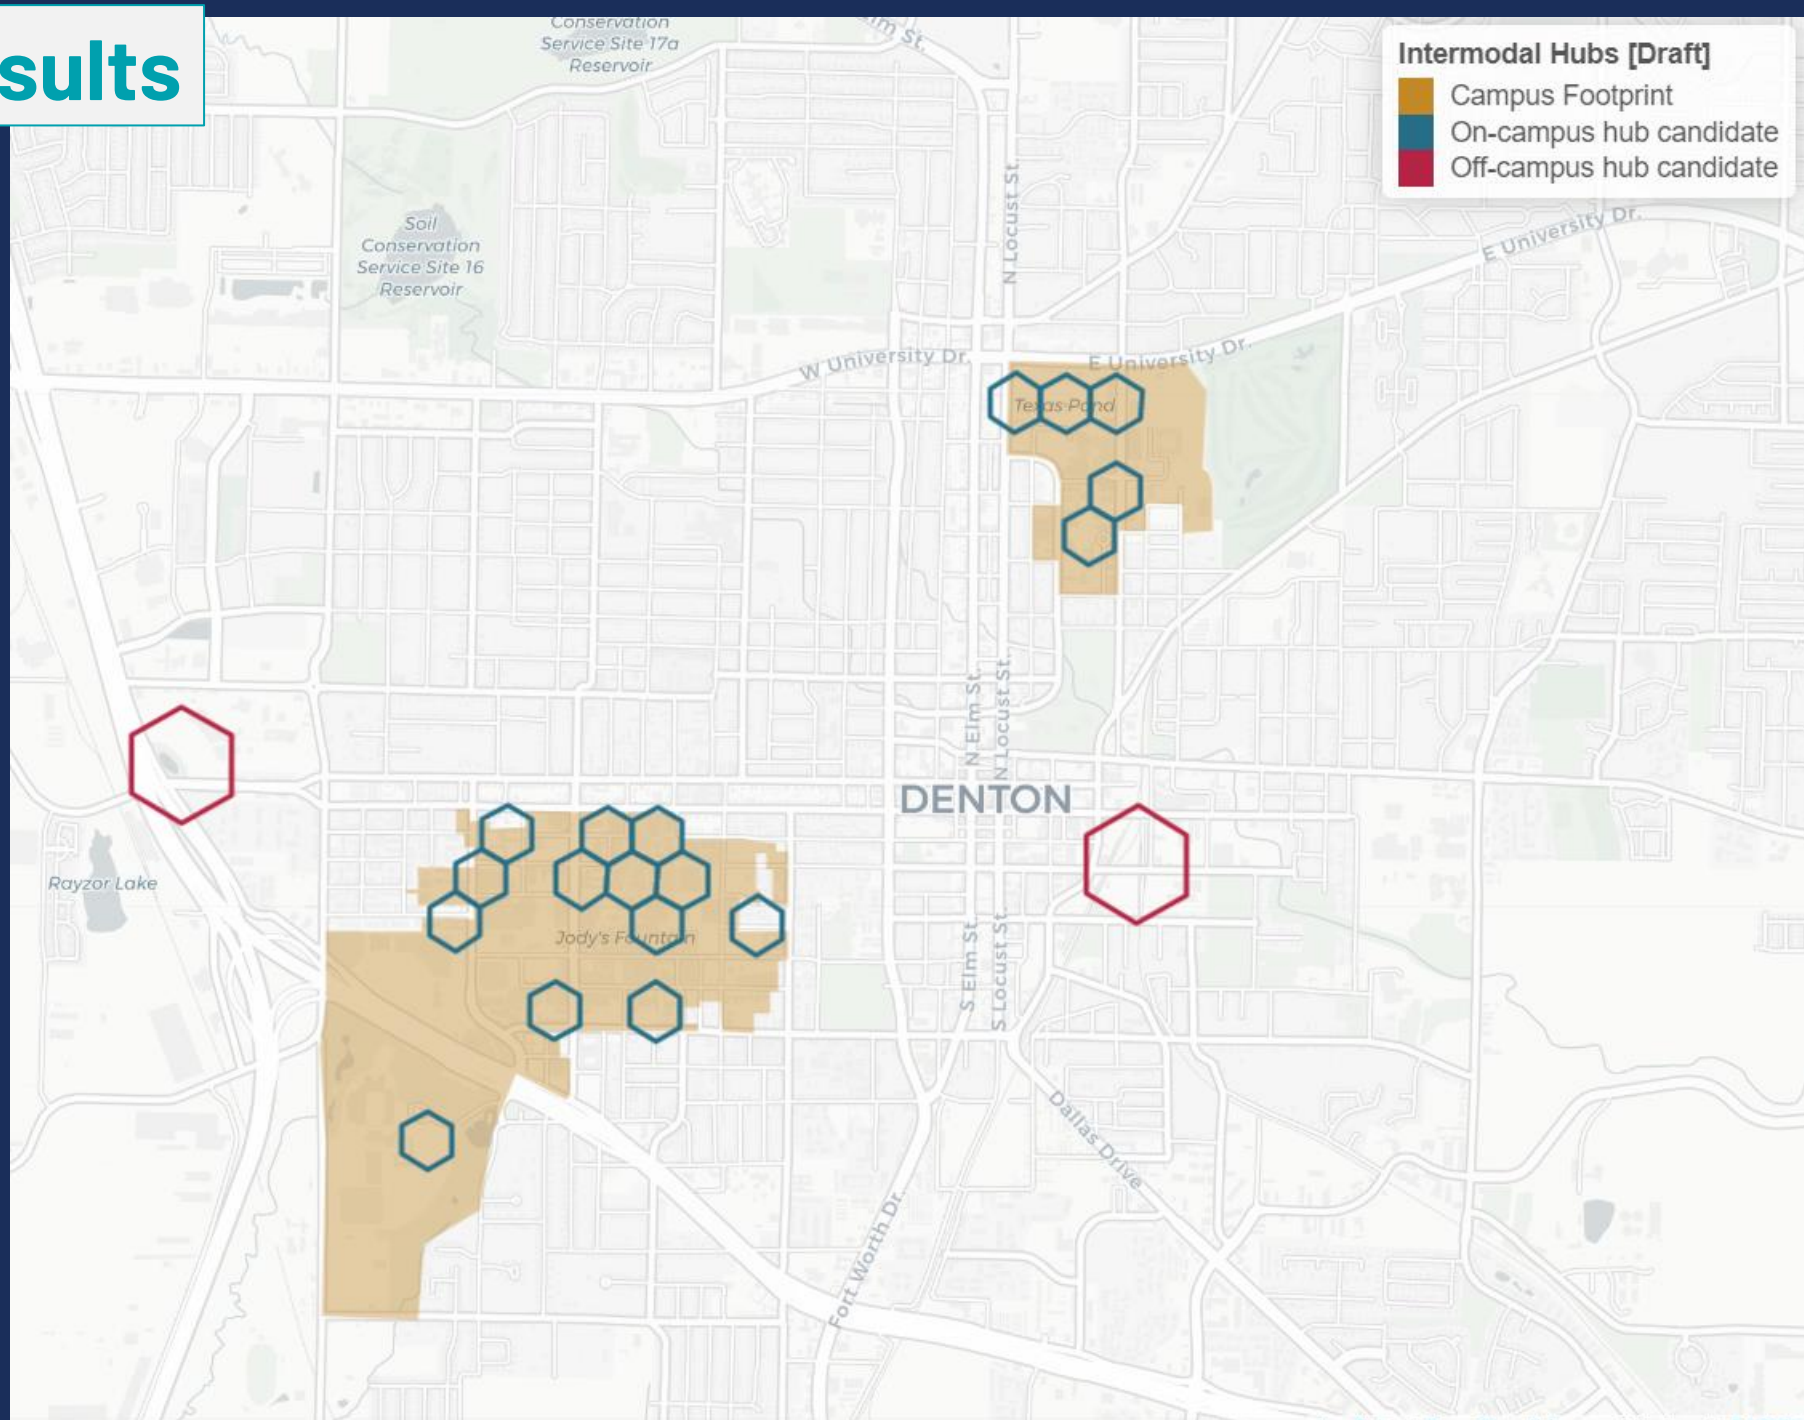 sults
Conservation
Service Site 17a
Reservoir
Elm St.
Intermodal Hubs [Draft]
Campus Footprint
On-campus hub candidate
Off-campus hub candidate
N Locust St.
E University Dr.
Soil
Conservation
Service Site 16
Reservoir
W University Dr.
E University Dr.
Texas Pond
N Elm St.
N Locust St.
DENTON
Rayzor Lake
Jody's Fountain
S Elm St.
S Locust St.
Dallas Drive
Fort Worth Dr.